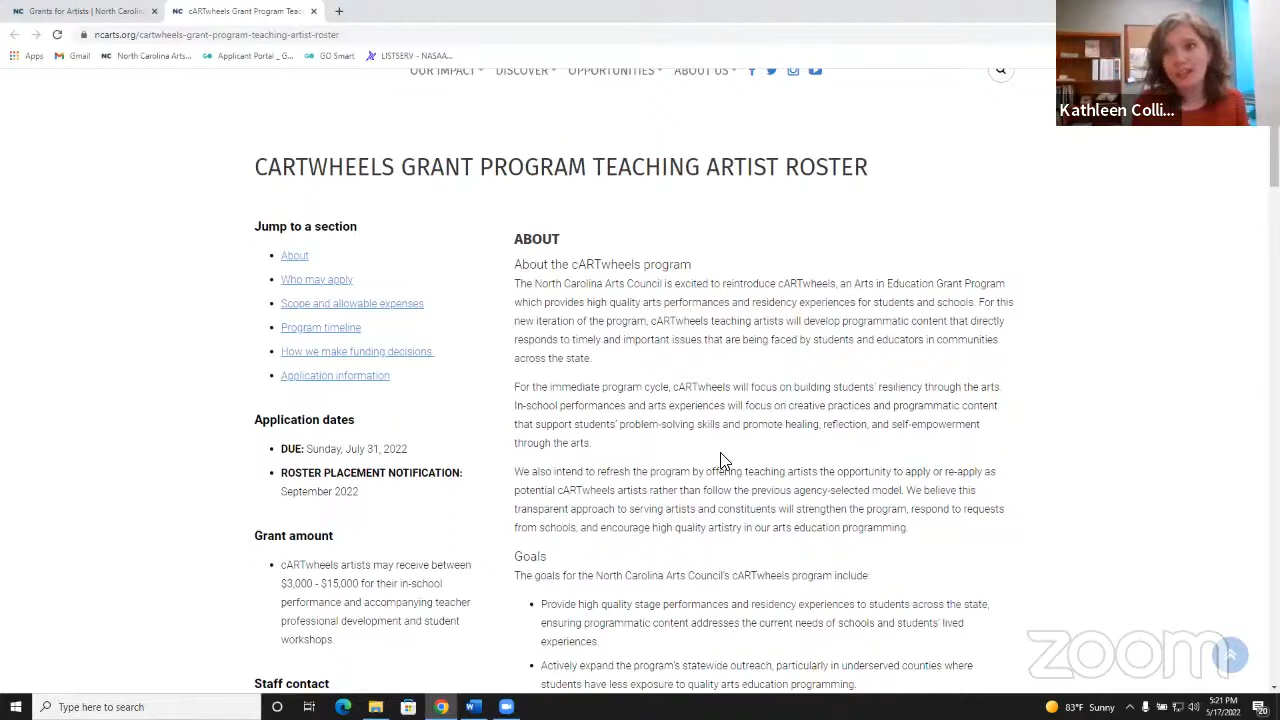 Grants for Artists | North Carolin
cARTwheels Grant Program Teac
ncarts.org/cartwheels-grant-program-teaching-artist-roster
Apps
Gmail
North Carolina Arts...
Applicant Portal _ G...
GO Smart
LISTSERV - NASAA...
OUR IMPACT
DISCOVER
OPPORTUNITIES
ABOUT US
Kathleen Colli...
CARTWHEELS GRANT PROGRAM TEACHING ARTIST ROSTER
Jump to a section
About
Who may apply
Scope and allowable expenses
Program timeline
How we make funding decisions
Application information
Application dates
DUE: Sunday, July 31, 2022
ROSTER PLACEMENT NOTIFICATION:
September 2022
Grant amount
cARTwheels artists may receive between
$3,000 - $15,000 for their in-school
performance and accompanying teacher
professional development and student
workshops.
Staff contact
ABOUT
About the cARTwheels program
The North Carolina Arts Council is excited to reintroduce cARTwheels, an Arts in Education Grant Program
which provides high quality arts performances and residency experiences for students and schools. For this
new iteration of the program, cARTwheels teaching artists will develop programmatic content that directly
responds to timely and important issues that are being faced by students and educators in communities
across the state.
For the immediate program cycle, cARTwheels will focus on building students' resiliency through the arts.
In-school performances and arts experiences will focus on creative practices and programmatic content
that support students' problem-solving skills and promote healing, reflection, and self-empowerment
through the arts.
We also intend to refresh the program by offering teaching artists the opportunity to apply or re-apply as
potential cARTwheels artists rather than follow the previous agency-selected model. We believe this
transparent approach to serving artists and constituents will strengthen the program, respond to requests
from schools, and encourage high quality artistry in our arts education programming.
Goals
The goals for the North Carolina Arts Council's cARTwheels program include:
Provide high quality stage performances and residency experiences to students across the state,
ensuring programmatic content addresses the current needs of schools and students' lived
experiences.
Actively expand the program's statewide outreach, particularly in underserved counties where
students have less exposure to quality arts education programming.
zoom
Type here to search
83°F Sunny
5:21 PM
5/17/2022
20